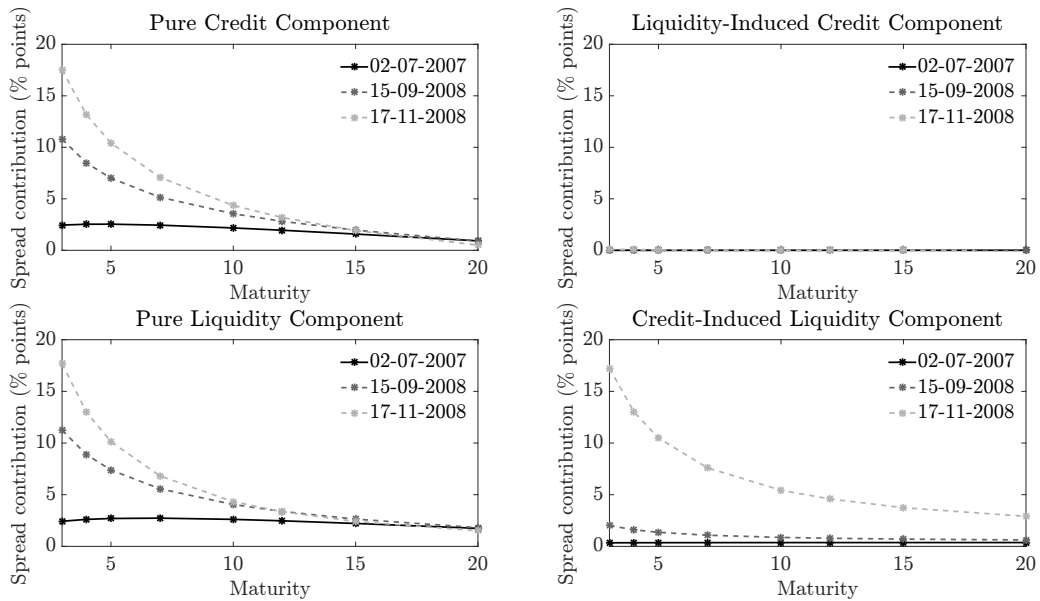 Pure Credit Component
Spread contribution (% points)
20
15
10
5
0
02-07-2007
15-09-2008
17-11-2008
5 10 15 20
Maturity
Liquidity-Induced Credit Component
Spread contribution (% points)
20
15
10
5
0
02-07-2007
15-09-2008
17-11-2008
5 10 15 20
Maturity
Pure Liquidity Component
Spread contribution (% points)
20
15
10
5
0
02-07-2007
15-09-2008
17-11-2008
5 10 15 20
Maturity
Credit-Induced Liquidity Component
Spread contribution (% points)
20
15
10
5
0
02-07-2007
15-09-2008
17-11-2008
5 10 15 20
Maturity